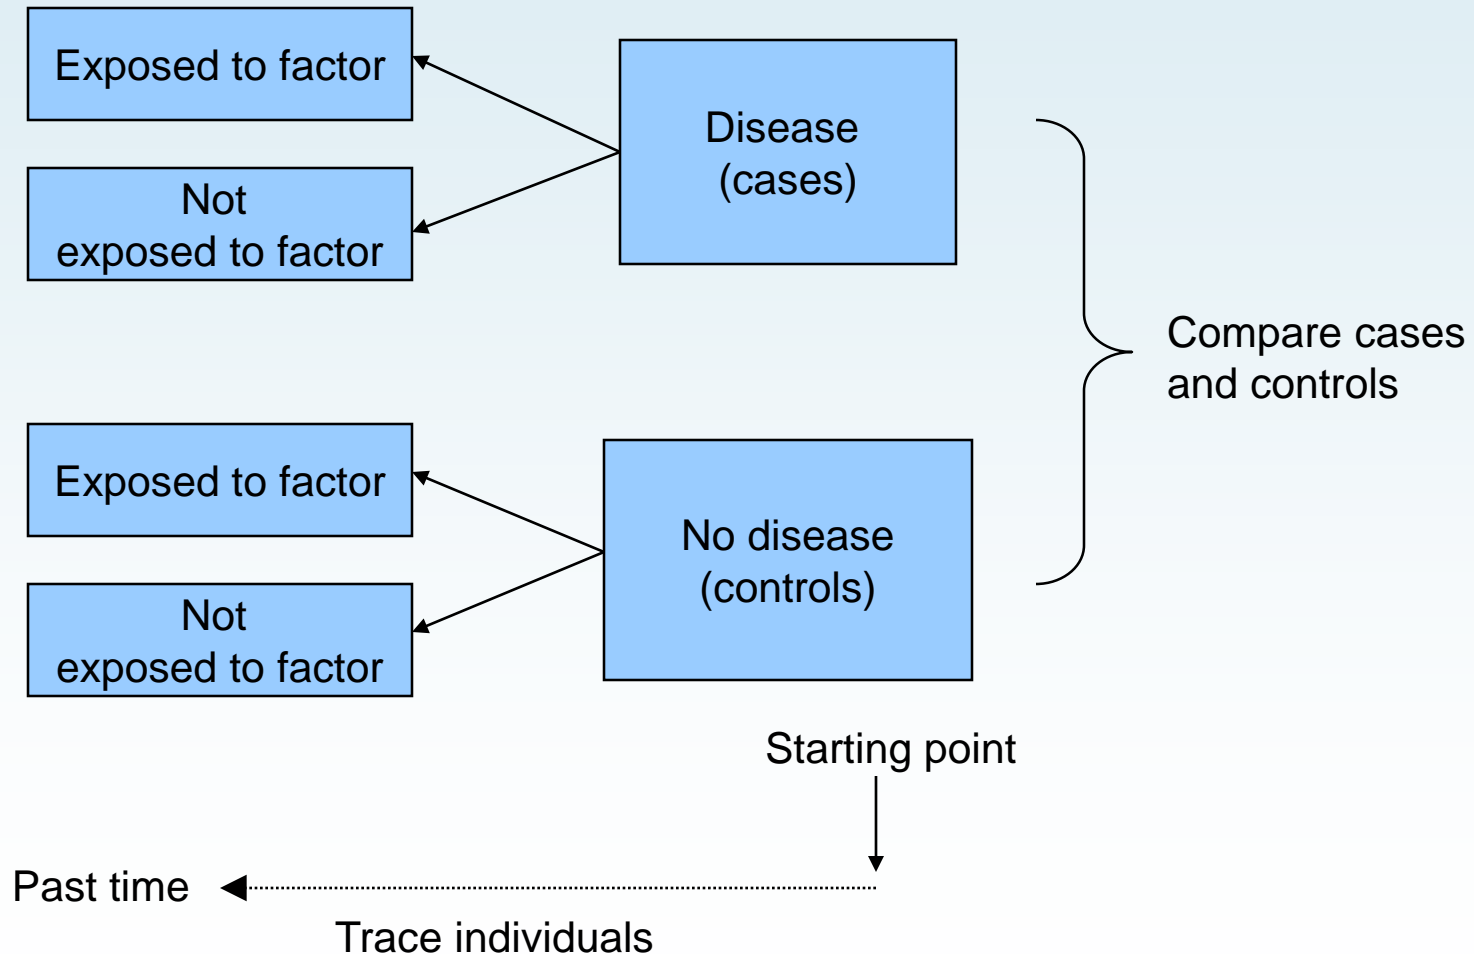 Exposed to factor
Disease
(cases)
Not
exposed to factor
Compare cases
and controls
Exposed to factor
No disease
(controls)
Not
exposed to factor
Starting point
Past time
Trace individuals